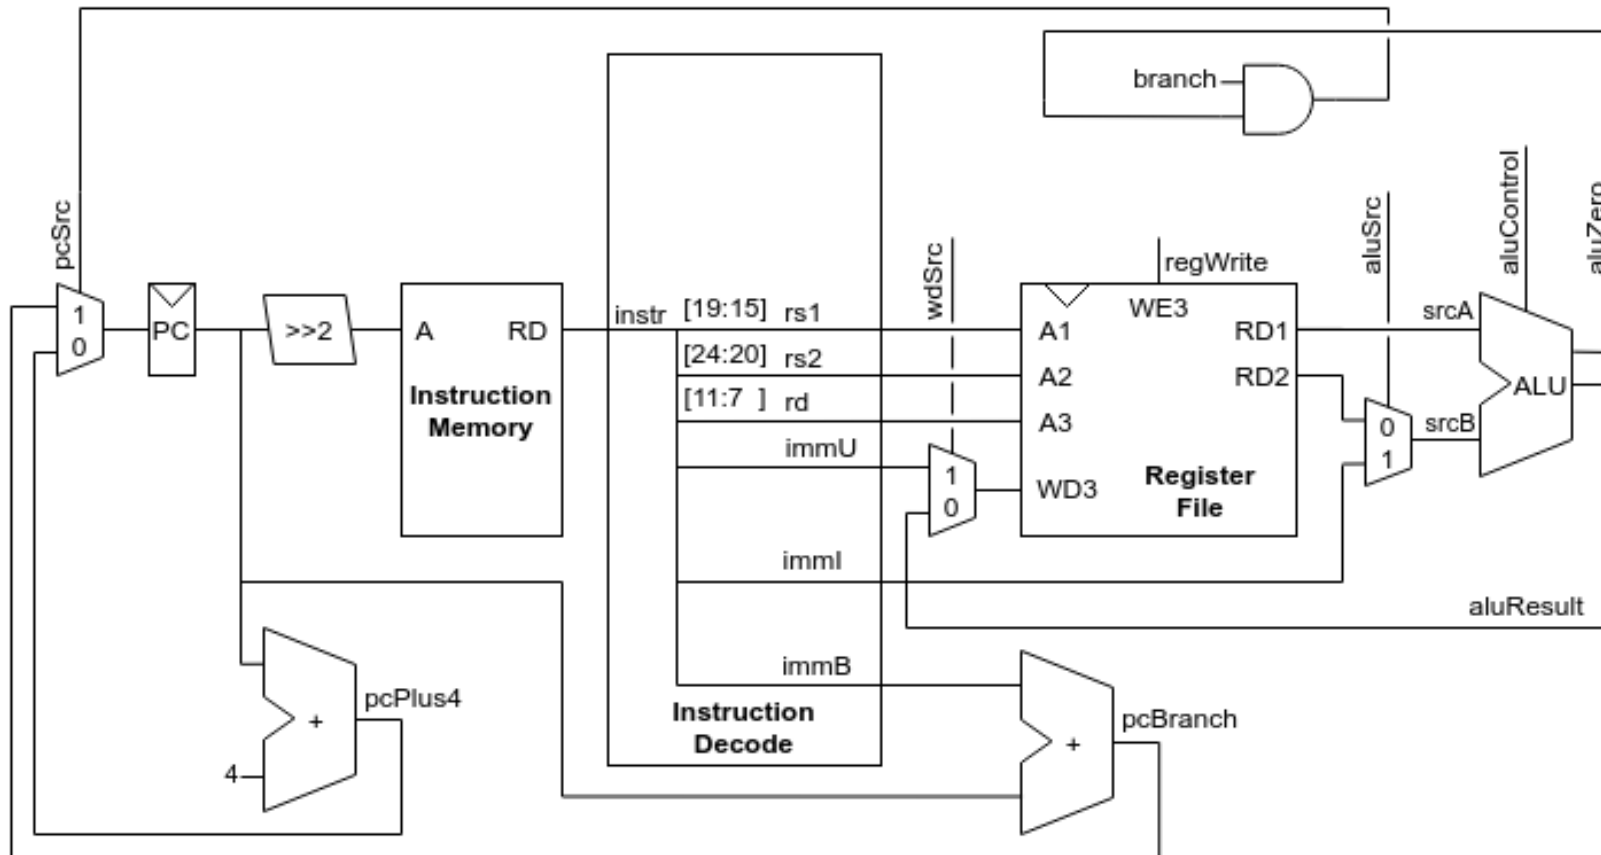 branch
pcSrc
wdSrc
regWrite
aluSrc
aluControl
aluZero
1
0
PC
>>2
A RD
Instruction
Memory
instr
[19:15] rs1
[24:20] rs2
[11:7 ] rd
immU
immI
immB
Instruction
Decode
1
0
WE3
A1 RD1
A2 RD2
A3
WD3
Register
File
srcA
0
1
srcB
ALU
aluResult
pcPlus4
+
4
pcBranch
+